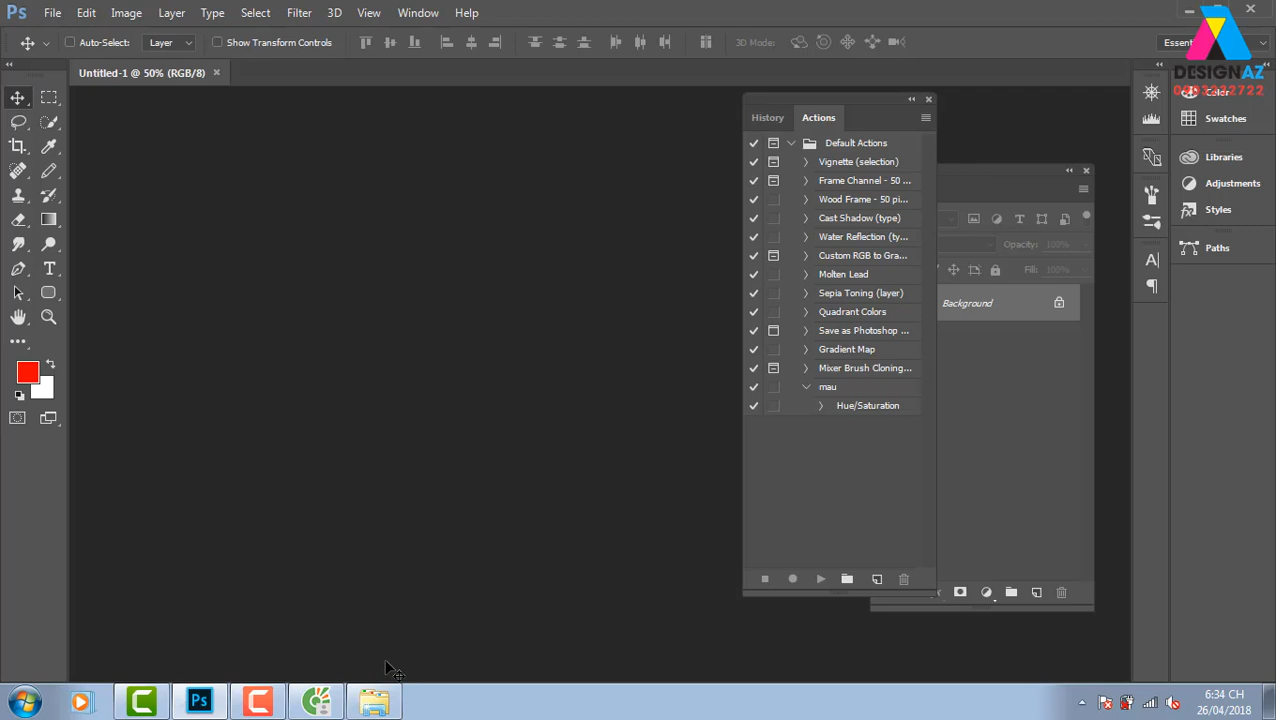 Ps File Edit Image Layer Type Select Filter 3D View Window Help
Auto-Select: Layer Show Transform Controls 3D Mode: Essent
DESIGNAZ
Untitled-1 @ 50% (RGB/8)
Color
Swatches
Libraries
Adjustments
Styles
Paths
History Actions
Default Actions
Vignette (selection)
Frame Channel - 50 ...
Wood Frame - 50 pi...
Cast Shadow (type)
Water Reflection (ty...
Custom RGB to Gra...
Molten Lead
Sepia Toning (layer)
Quadrant Colors
Save as Photoshop ...
Gradient Map
Mixer Brush Cloning...
mau
Hue/Saturation
Opacity: 100%
Fill: 100%
Background
Ps
6:34 CH
26/04/2018